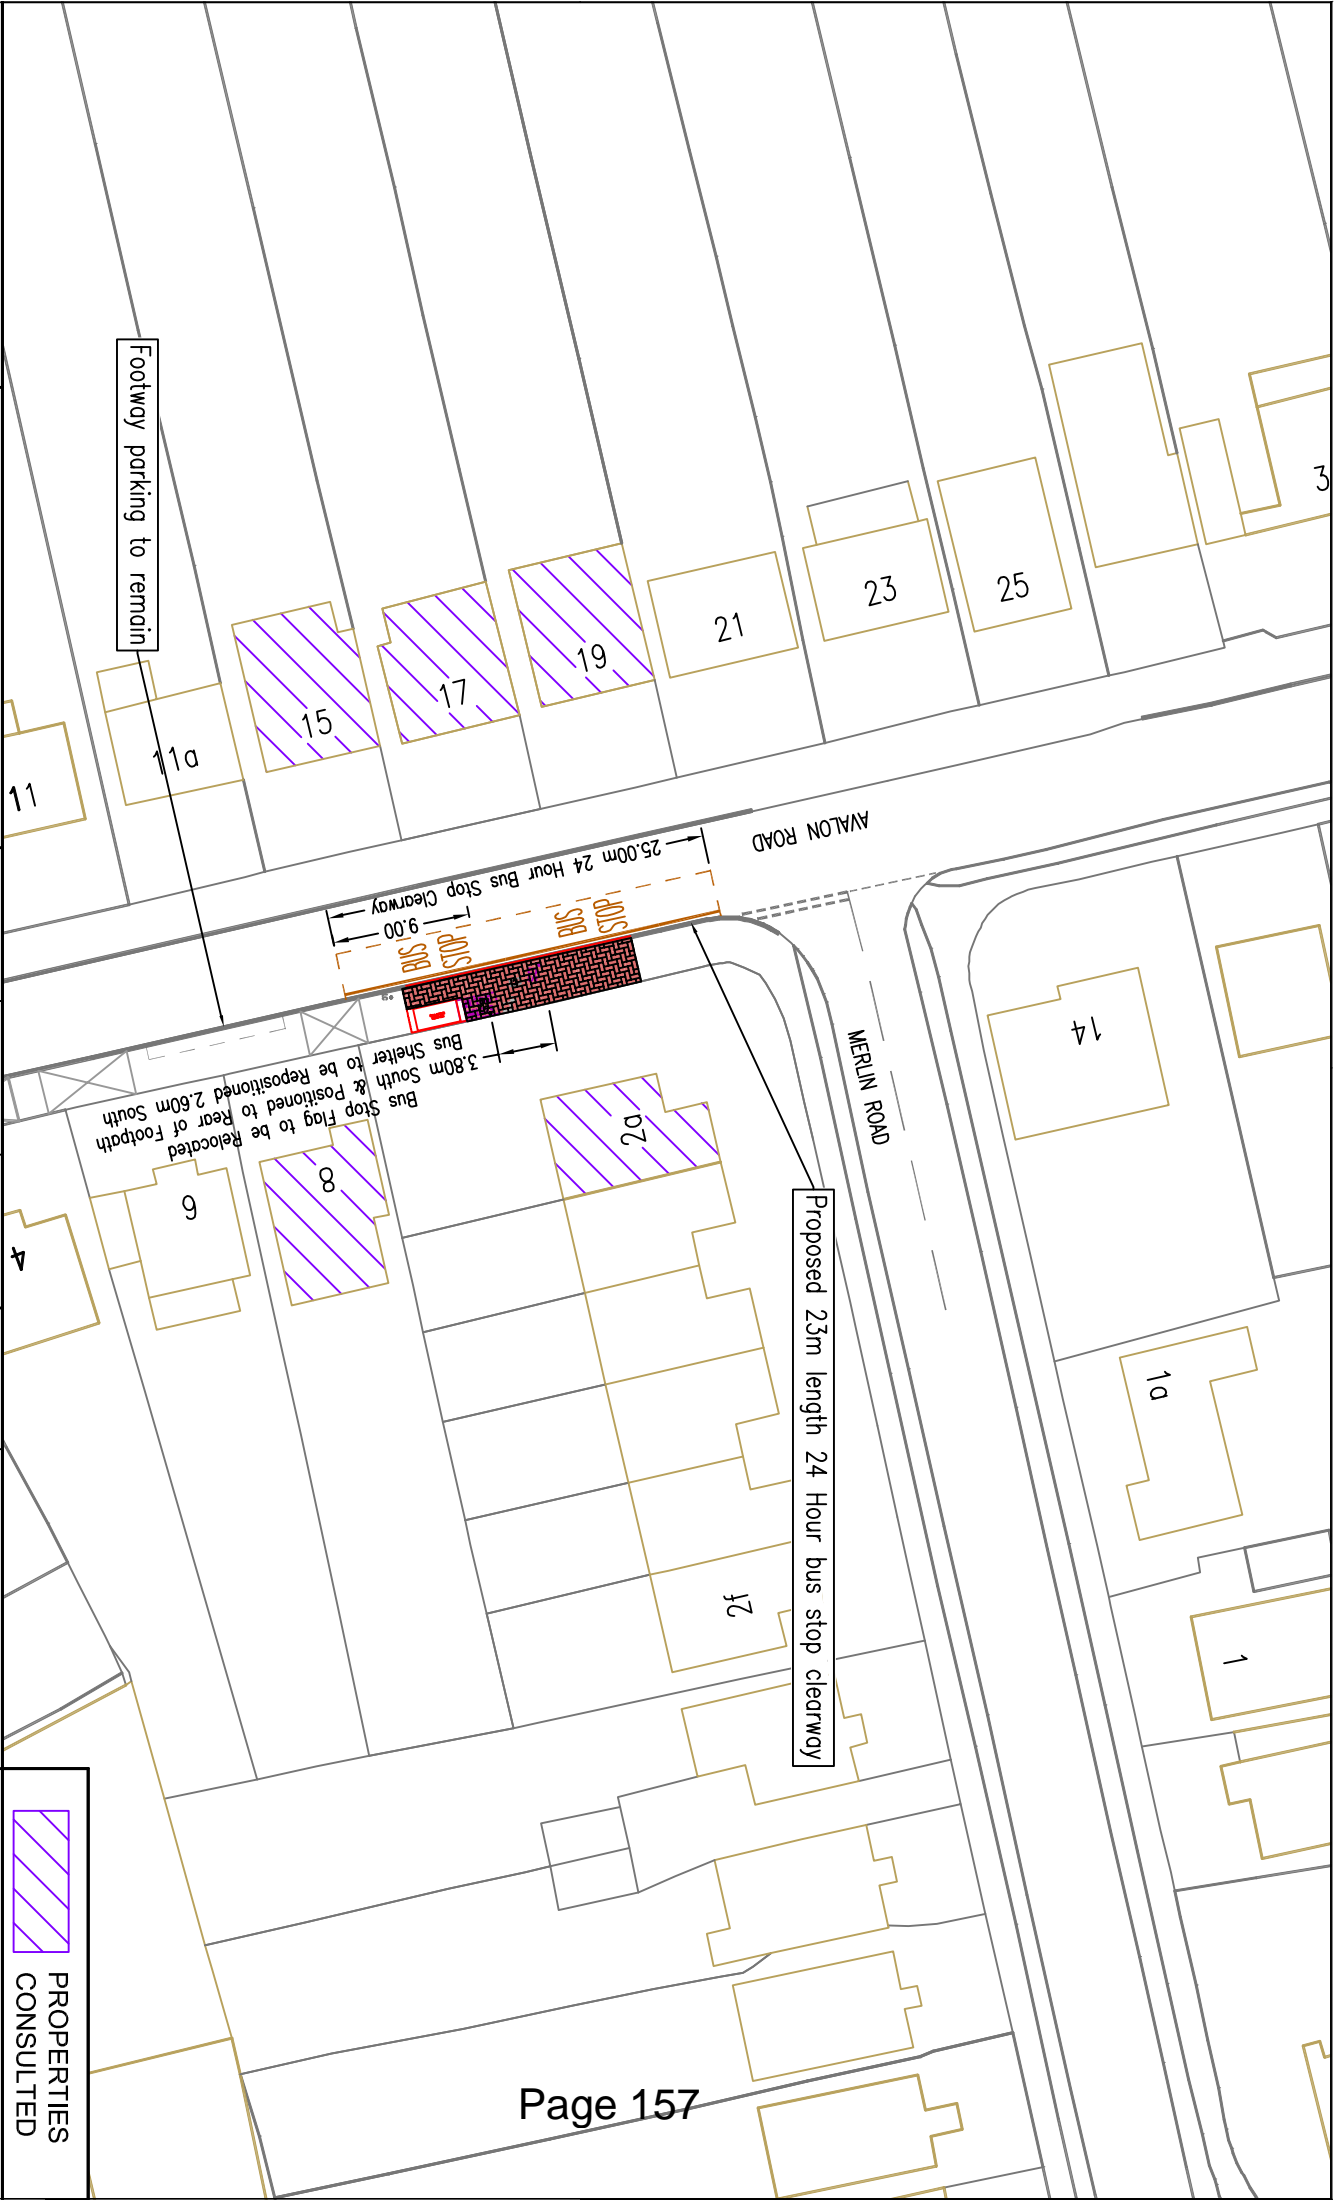 3
25
23
21
19
17
15
11a
11
Footway parking to remain
AVALON ROAD
25.00m 24 Hour Bus Stop Clearway
9.00
BUS
STOP
BUS
STOP
MERLIN ROAD
14
1a
1
Proposed 23m length 24 Hour bus stop clearway
Bus Stop Flag to be Relocated
3.80m South & Positioned to Rear of Footpath
Bus Shelter to be Repositioned 2.60m South
2a
8
6
4
2f
PROPERTIES
CONSULTED
Page 157